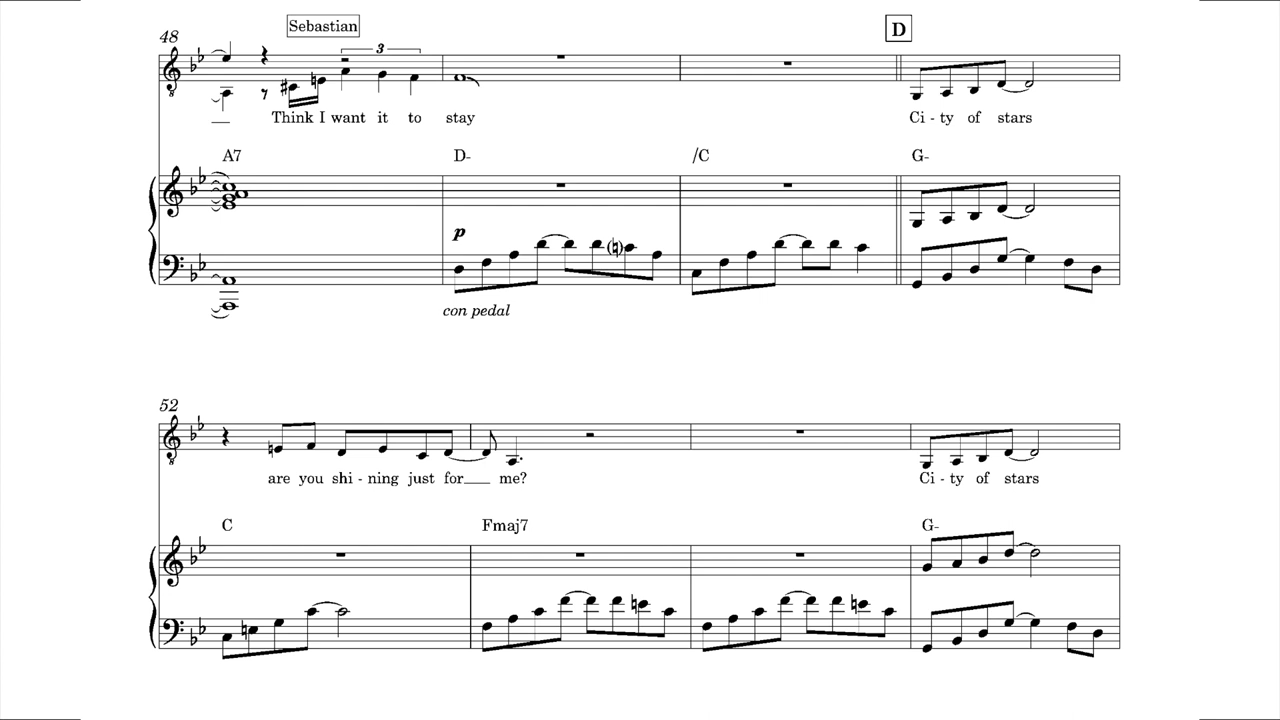 48
Sebastian
D
3
Think I want it to stay
Ci - ty of stars
A7 D- /C G-
p
con pedal
52
are you shi - ning just for me?
Ci - ty of stars
C Fmaj7 G-